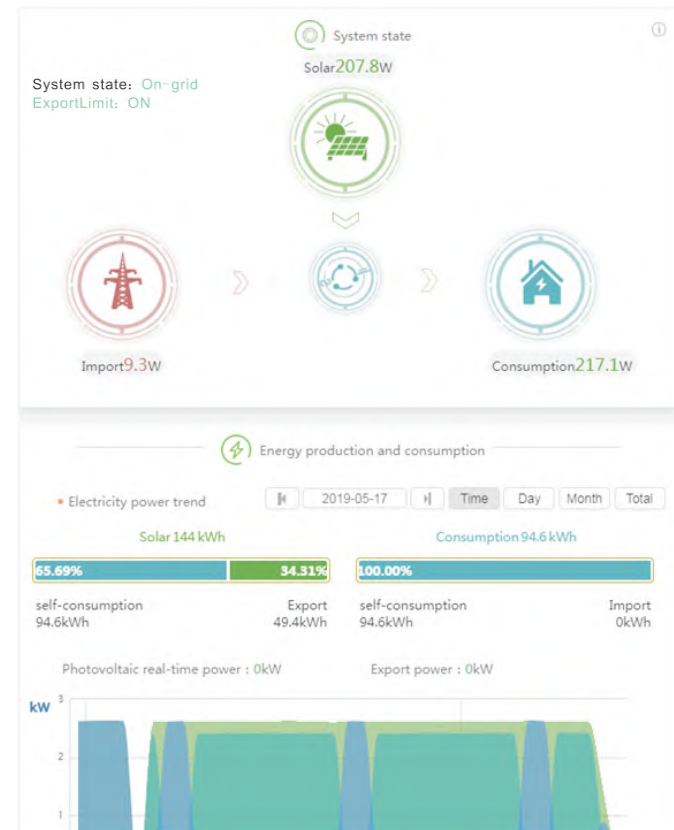 System state
Solar207.8W
System state: On-grid
ExportLimit: ON
Import9.3W
Consumption217.1W
Energy production and consumption
Electricity power trend 2019-05-17 Time Day Month Total
Solar 144 kWh Consumption 94.6 kWh
65.69% 34.31% 100.00%
self-consumption Export self-consumption Import
94.6kWh 49.4kWh 94.6kWh 0kWh
Photovoltaic real-time power : 0kW Export power : 0kW
kW 3
2
1